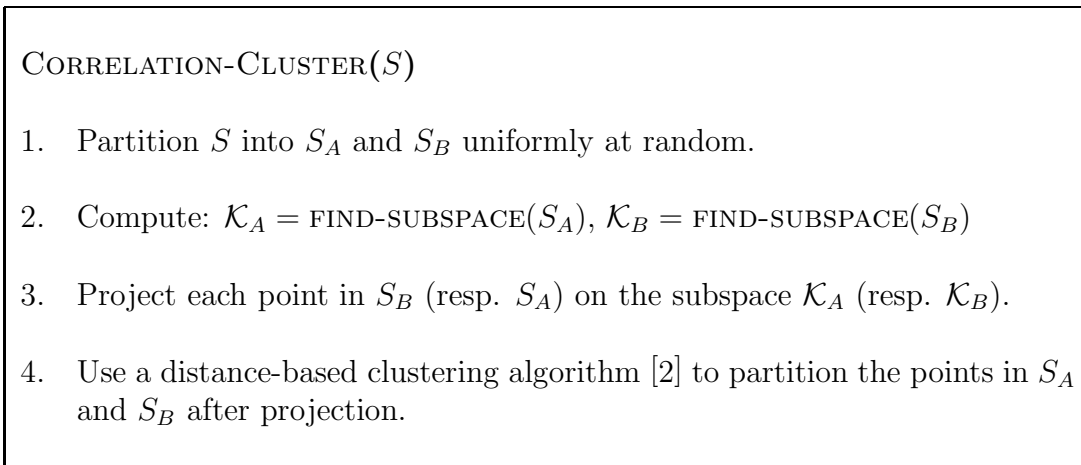 CORRELATION-CLUSTER(S)
1. Partition S into S_A and S_B uniformly at random.
2. Compute: 𝒦_A = FIND-SUBSPACE(S_A), 𝒦_B = FIND-SUBSPACE(S_B)
3. Project each point in S_B (resp. S_A) on the subspace 𝒦_A (resp. 𝒦_B).
4. Use a distance-based clustering algorithm [2] to partition the points in S_A
and S_B after projection.